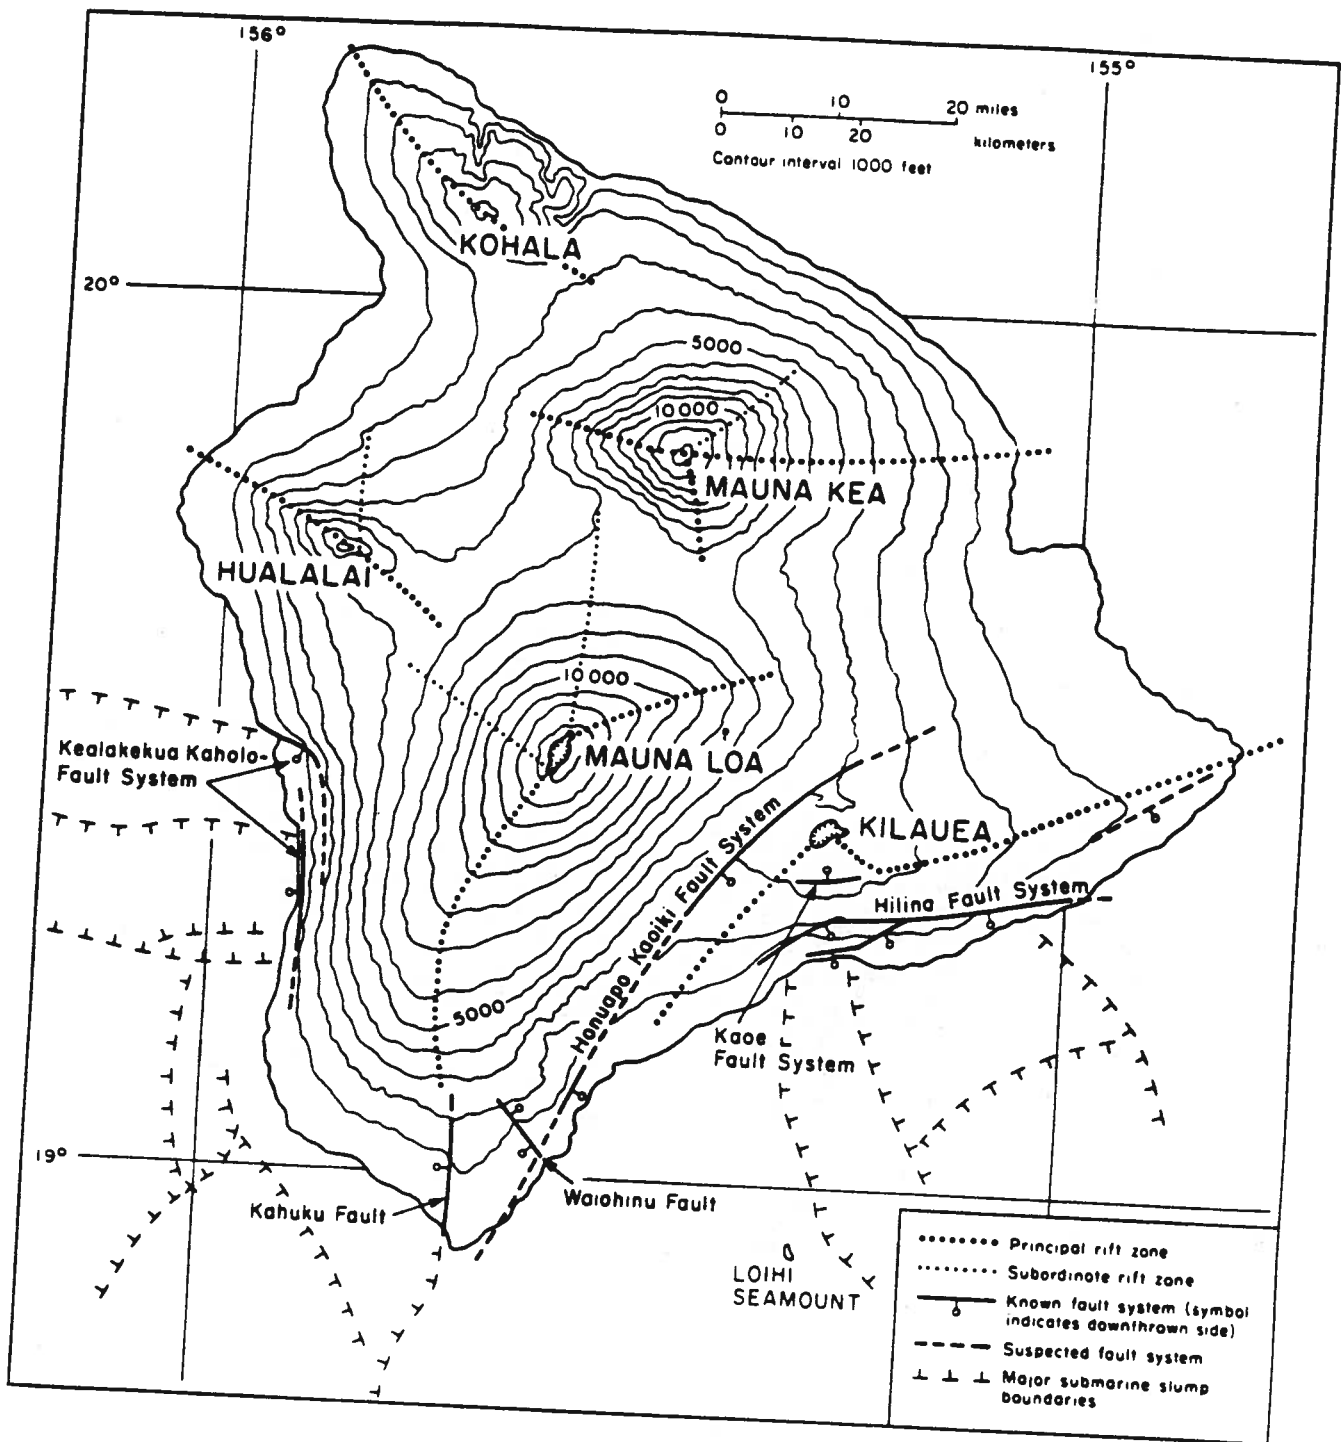 156°
155°
0 10 20 miles
0 10 20 kilometers
Contour interval 1000 feet
KOHALA
20°
5000
10 000
MAUNA KEA
HUALALAI
10 000
Kealakekua Kaholo-
Fault System
MAUNA LOA
KILAUEA
Honuapo Kaoiki Fault System
Hilina Fault System
5000
Kaoe
Fault System
19°
Kahuku Fault
Waiohinu Fault
LOIHI
SEAMOUNT
Principal rift zone
Subordinate rift zone
Known fault system (symbol
indicates downthrown side)
Suspected fault system
Major submarine slump
boundaries